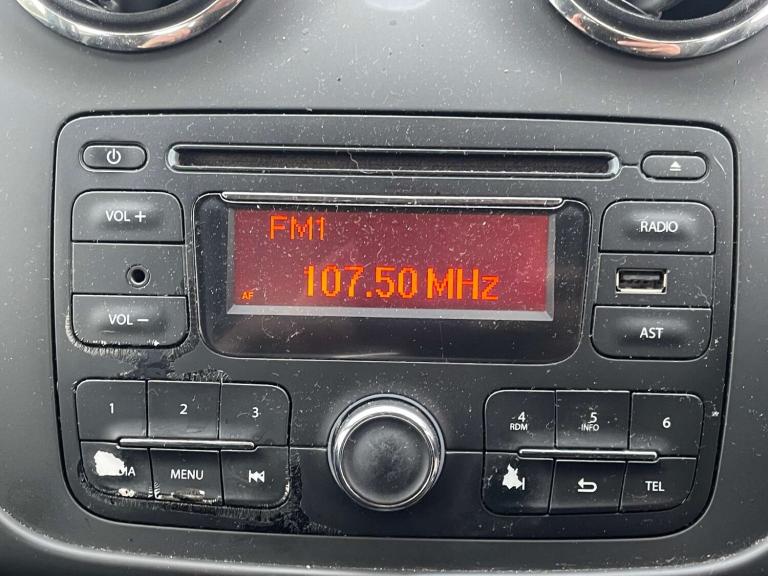 VOL +
FM1
RADIO
107.50 MHz
AF
VOL −
AST
1
2
3
4
RDM
5
INFO
6
MENU
TEL